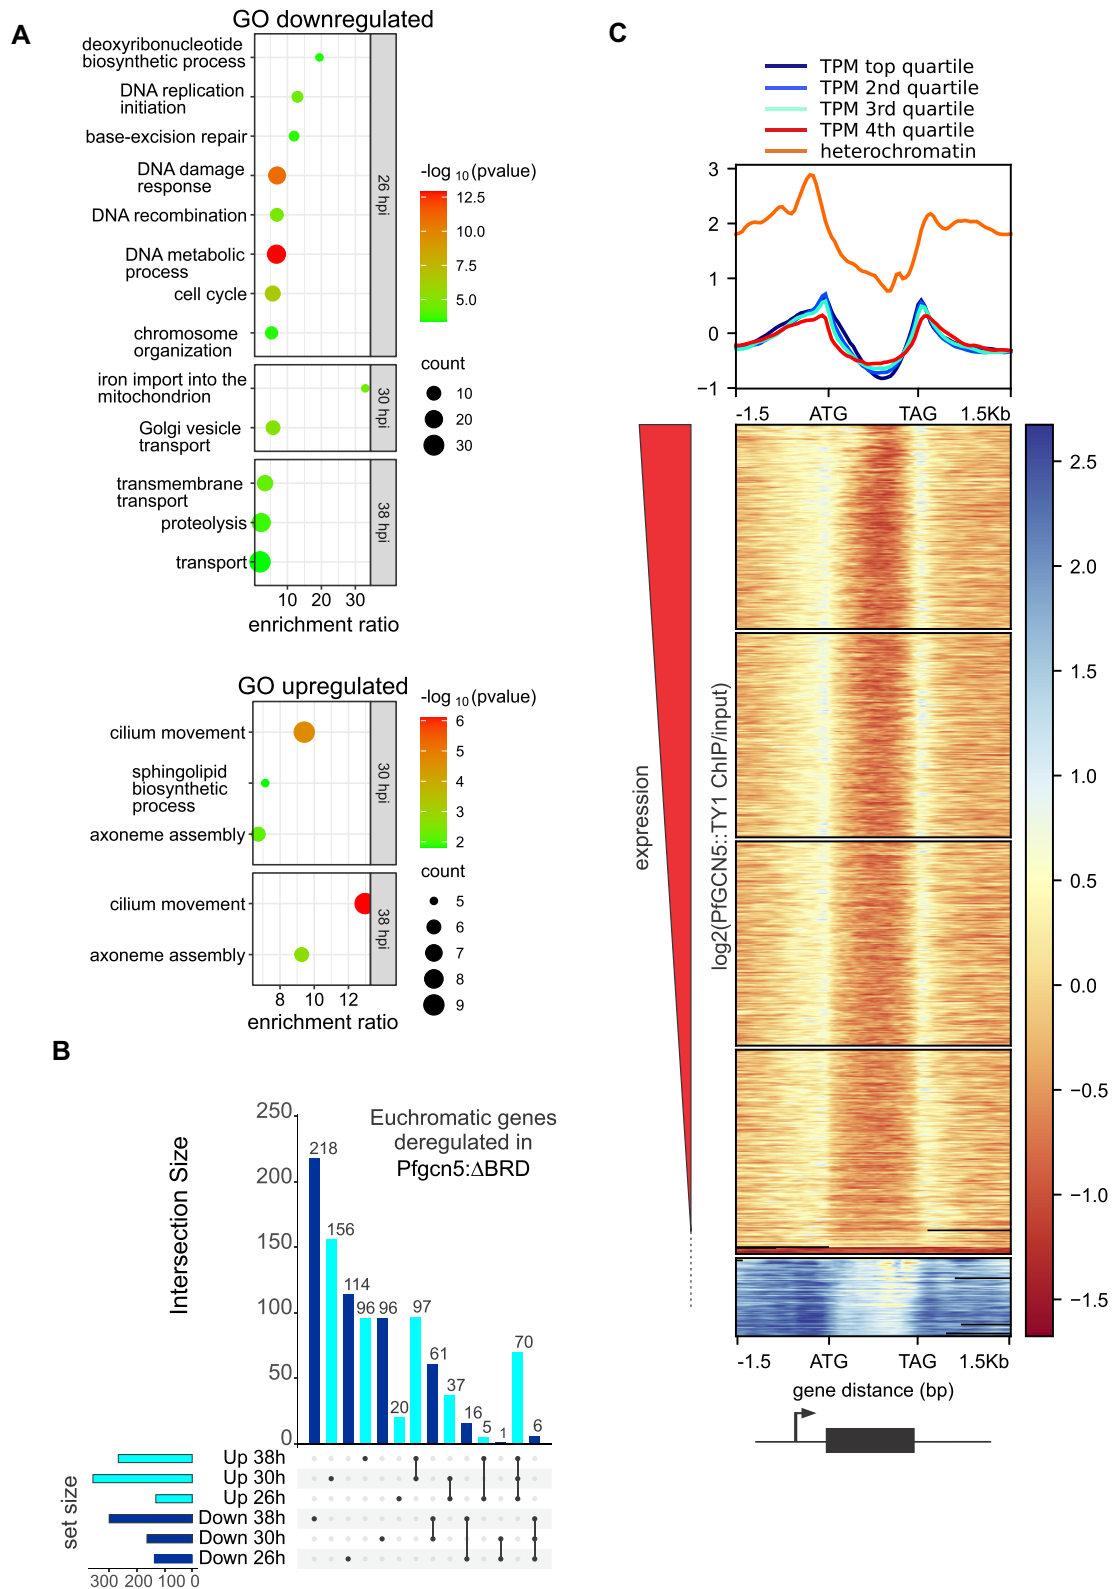 A
GO downregulated
deoxyribonucleotide
biosynthetic process
DNA replication
initiation
base-excision repair
DNA damage
response
DNA recombination
DNA metabolic
process
cell cycle
chromosome
organization
26 hpi
iron import into the
mitochondrion
Golgi vesicle
transport
30 hpi
transmembrane
transport
proteolysis
transport
38 hpi
10 20 30
enrichment ratio
-log 10 (pvalue)
12.5
10.0
7.5
5.0
count
10
20
30
GO upregulated
cilium movement
sphingolipid
biosynthetic
process
axoneme assembly
30 hpi
cilium movement
axoneme assembly
38 hpi
8 10 12
enrichment ratio
-log 10 (pvalue)
6
5
4
3
2
count
5
6
7
8
9
B
Euchromatic genes
deregulated in
Pfgcn5:ΔBRD
Intersection Size
250
200
150
100
50
0
218
156
114
96
96
20
97
61
37
16
5
1
70
6
Up 38h
Up 30h
Up 26h
Down 38h
Down 30h
Down 26h
set size
300 200 100 0
C
TPM top quartile
TPM 2nd quartile
TPM 3rd quartile
TPM 4th quartile
heterochromatin
3
2
1
0
−1
-1.5 ATG TAG 1.5Kb
expression
log2(PfGCN5::TY1 ChIP/input)
2.5
2.0
1.5
1.0
0.5
0.0
−0.5
−1.0
−1.5
-1.5 ATG TAG 1.5Kb
gene distance (bp)